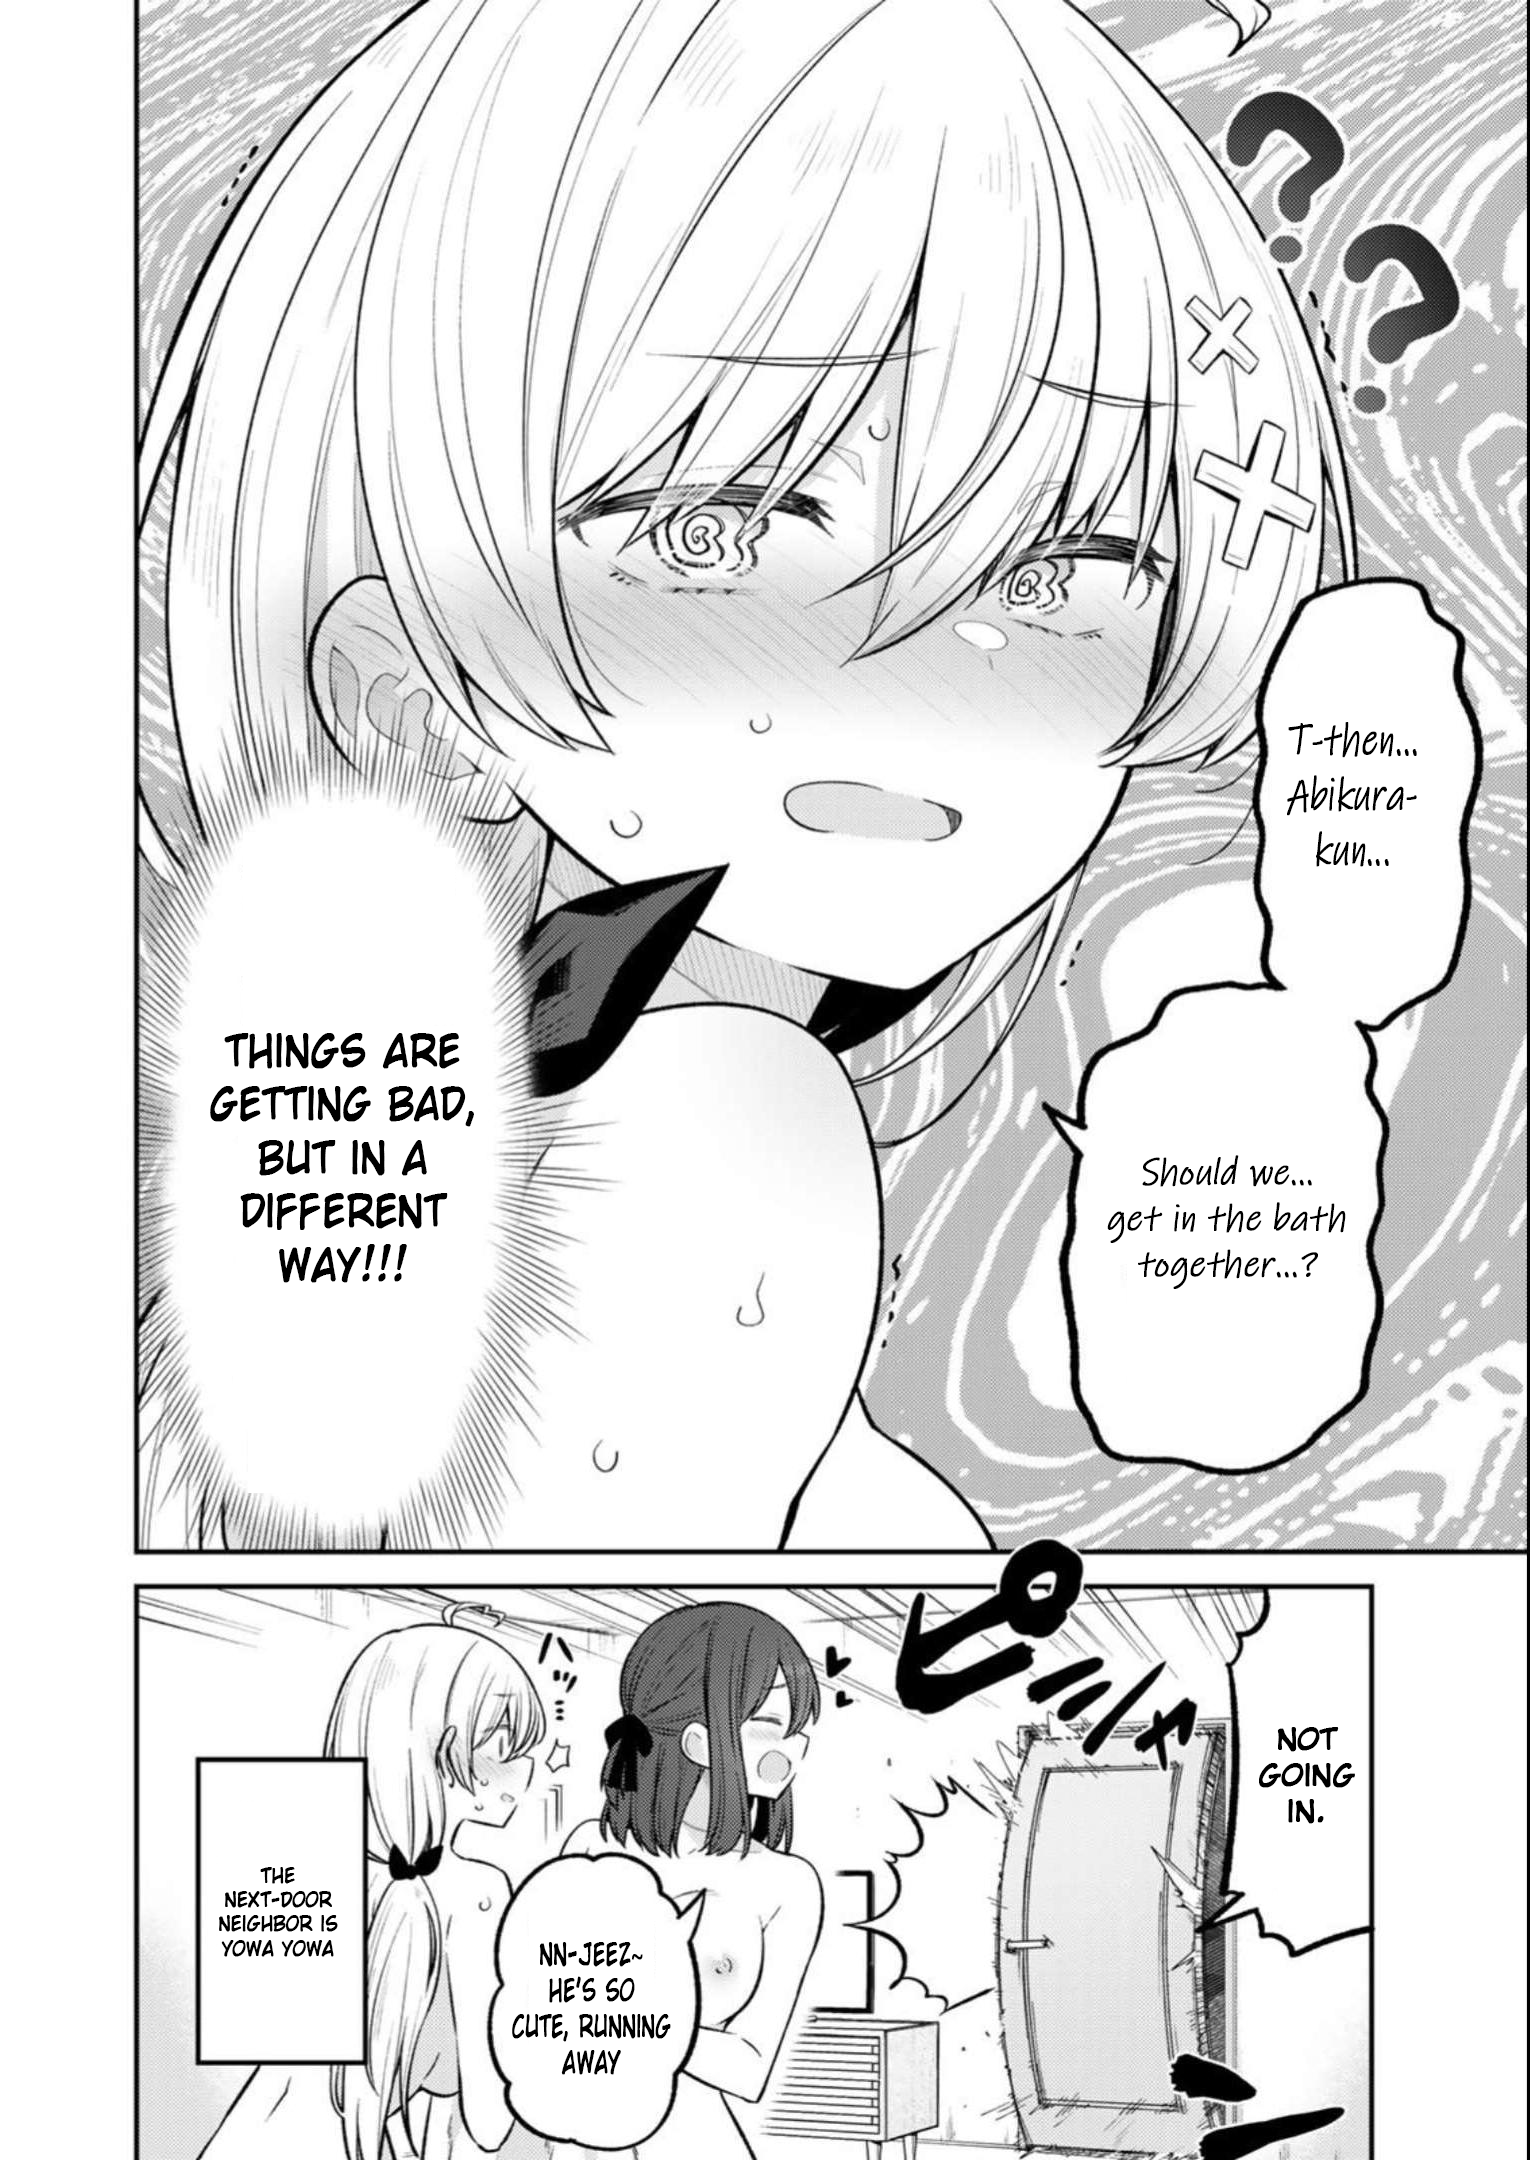 ?
?
T-then...
Abikura-
kun...
Should we...
get in the bath
together...?
THINGS ARE
GETTING BAD,
BUT IN A
DIFFERENT
WAY!!!
NOT
GOING
IN.
ピシャッ
ハッ
NN-JEEZ~
HE'S SO
CUTE, RUNNING
AWAY
THE
NEXT-DOOR
NEIGHBOR IS
YOWA YOWA